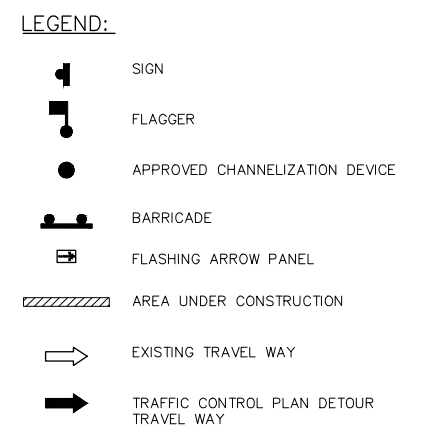 LEGEND:
SIGN
FLAGGER
APPROVED CHANNELIZATION DEVICE
BARRICADE
FLASHING ARROW PANEL
AREA UNDER CONSTRUCTION
EXISTING TRAVEL WAY
TRAFFIC CONTROL PLAN DETOUR
TRAVEL WAY